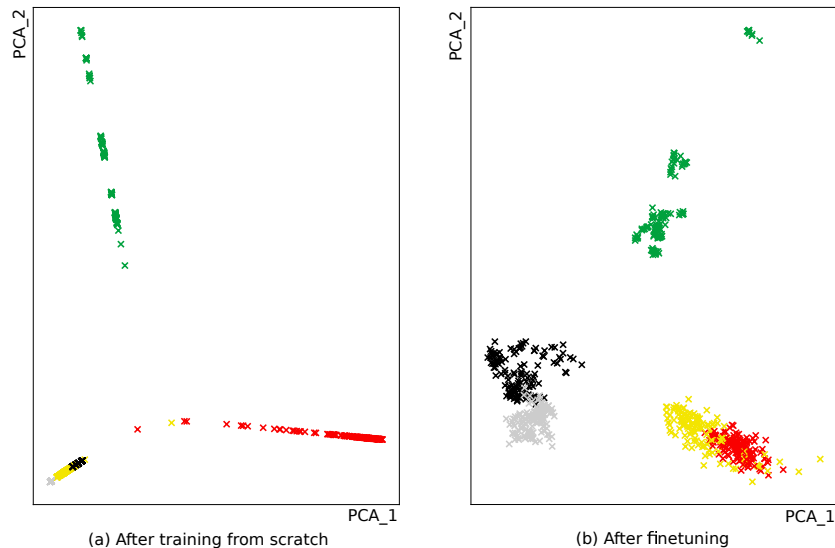 PCA_2
PCA_1
(a) After training from scratch
PCA_2
PCA_1
(b) After finetuning